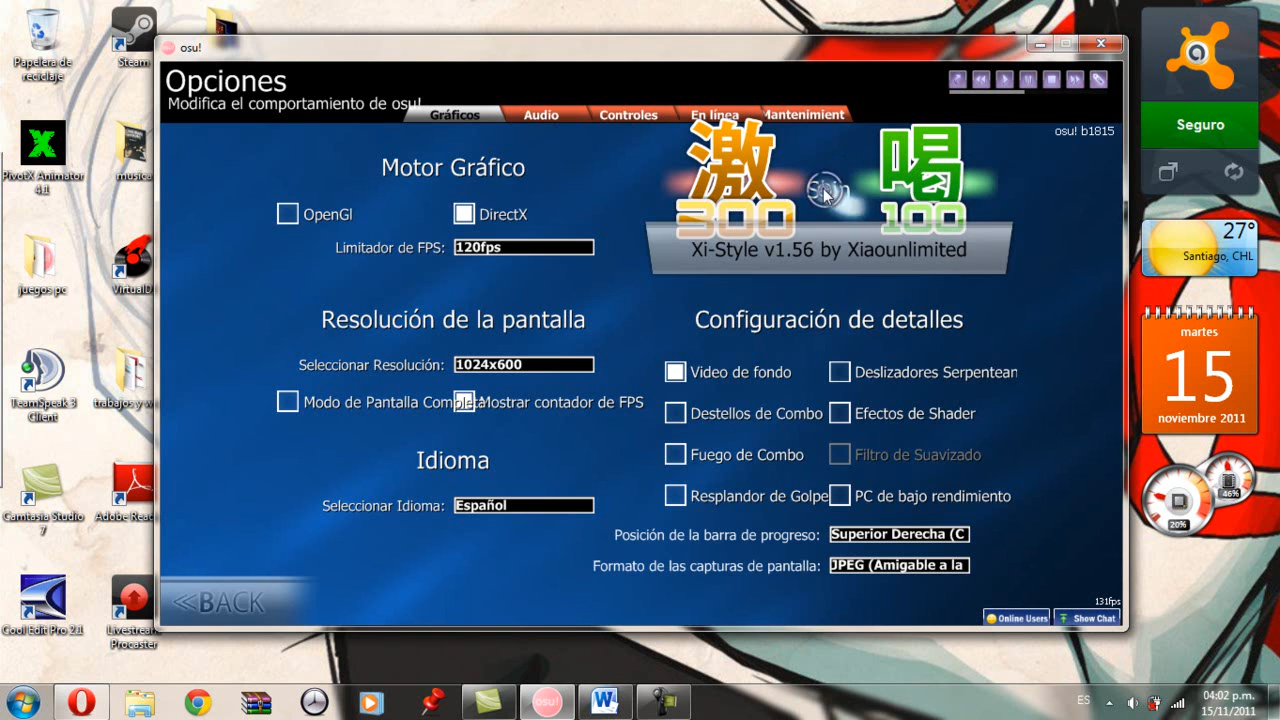 Papelera de
reciclaje
Steam
PivotX Animator
4.1
musica
juegos pc
VirtualD
TeamSpeak 3
Client
trabajos y w
Camtasia Studio
7
Adobe Rea
Cool Edit Pro 2.1
Livestream
Procaster
osu!
Opciones
Modifica el comportamiento de osu!
Gráficos
Audio
Controles
En línea
Mantenimient
osu! b1815
Motor Gráfico
OpenGl
DirectX
Limitador de FPS:
120fps
激
300
喝
100
Xi-Style v1.56 by Xiaounlimited
Resolución de la pantalla
Seleccionar Resolución:
1024x600
Modo de Pantalla Completa
Mostrar contador de FPS
Idioma
Seleccionar Idioma:
Español
Configuración de detalles
Video de fondo
Deslizadores Serpentean
Destellos de Combo
Efectos de Shader
Fuego de Combo
Filtro de Suavizado
Resplandor de Golpe
PC de bajo rendimiento
Posición de la barra de progreso:
Superior Derecha (C
Formato de las capturas de pantalla:
JPEG (Amigable a la
<<BACK
131fps
Online Users
Show Chat
Seguro
27°
Santiago, CHL
martes
15
noviembre 2011
46%
20%
osu!
ES
04:02 p.m.
15/11/2011